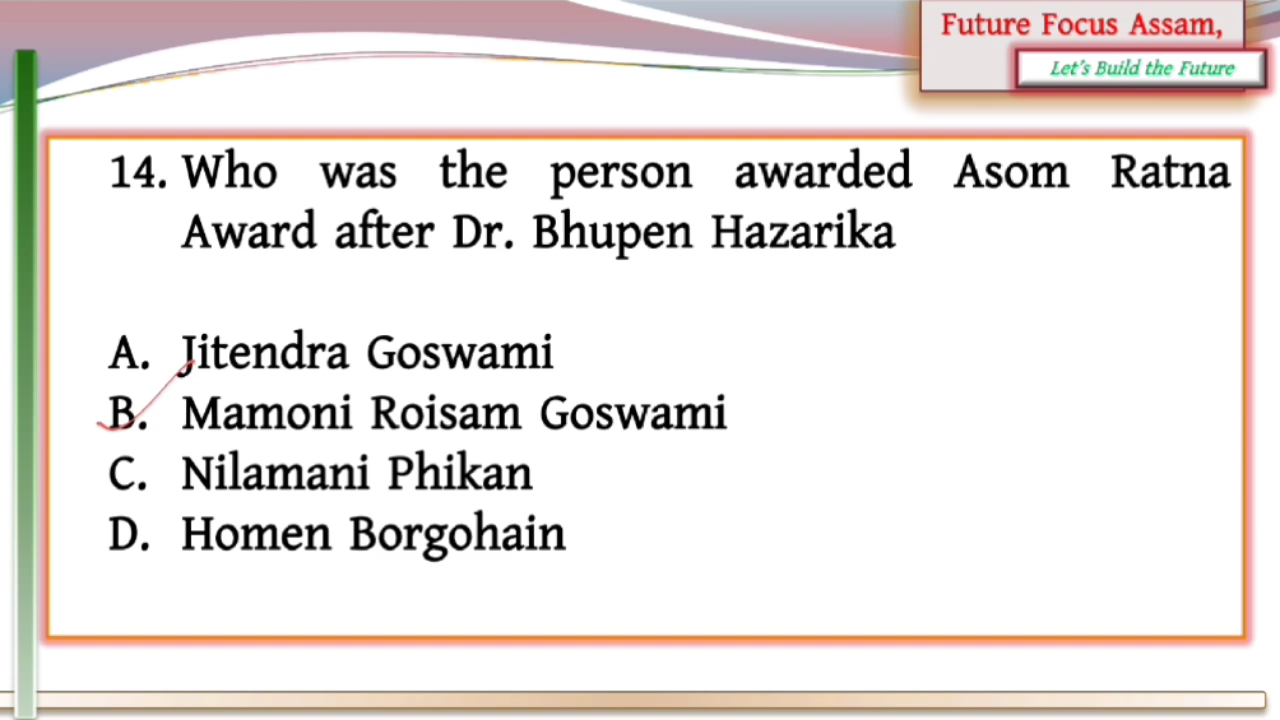 Future Focus Assam,
Let's Build the Future
14. Who was the person awarded Asom Ratna
Award after Dr. Bhupen Hazarika
A. Jitendra Goswami
B. Mamoni Roisam Goswami
C. Nilamani Phikan
D. Homen Borgohain